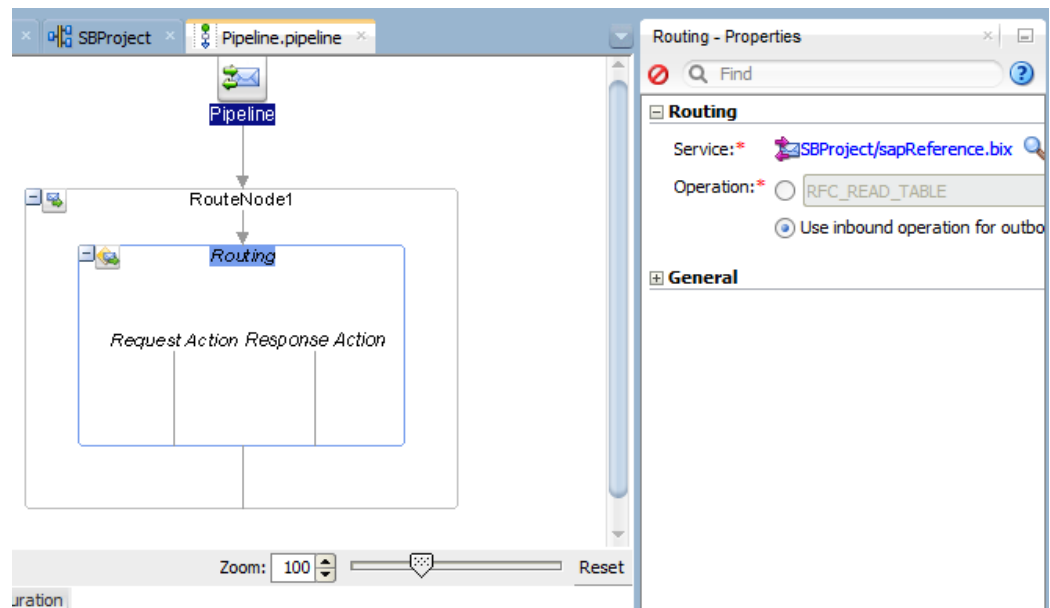 SBProject
Pipeline.pipeline
Pipeline
RouteNode1
Routing
Request Action Response Action
Zoom: 100 Reset
uration
Routing - Properties
Find
Routing
Service:* SBProject/sapReference.bix
Operation:* RFC_READ_TABLE
Use inbound operation for outbo
General